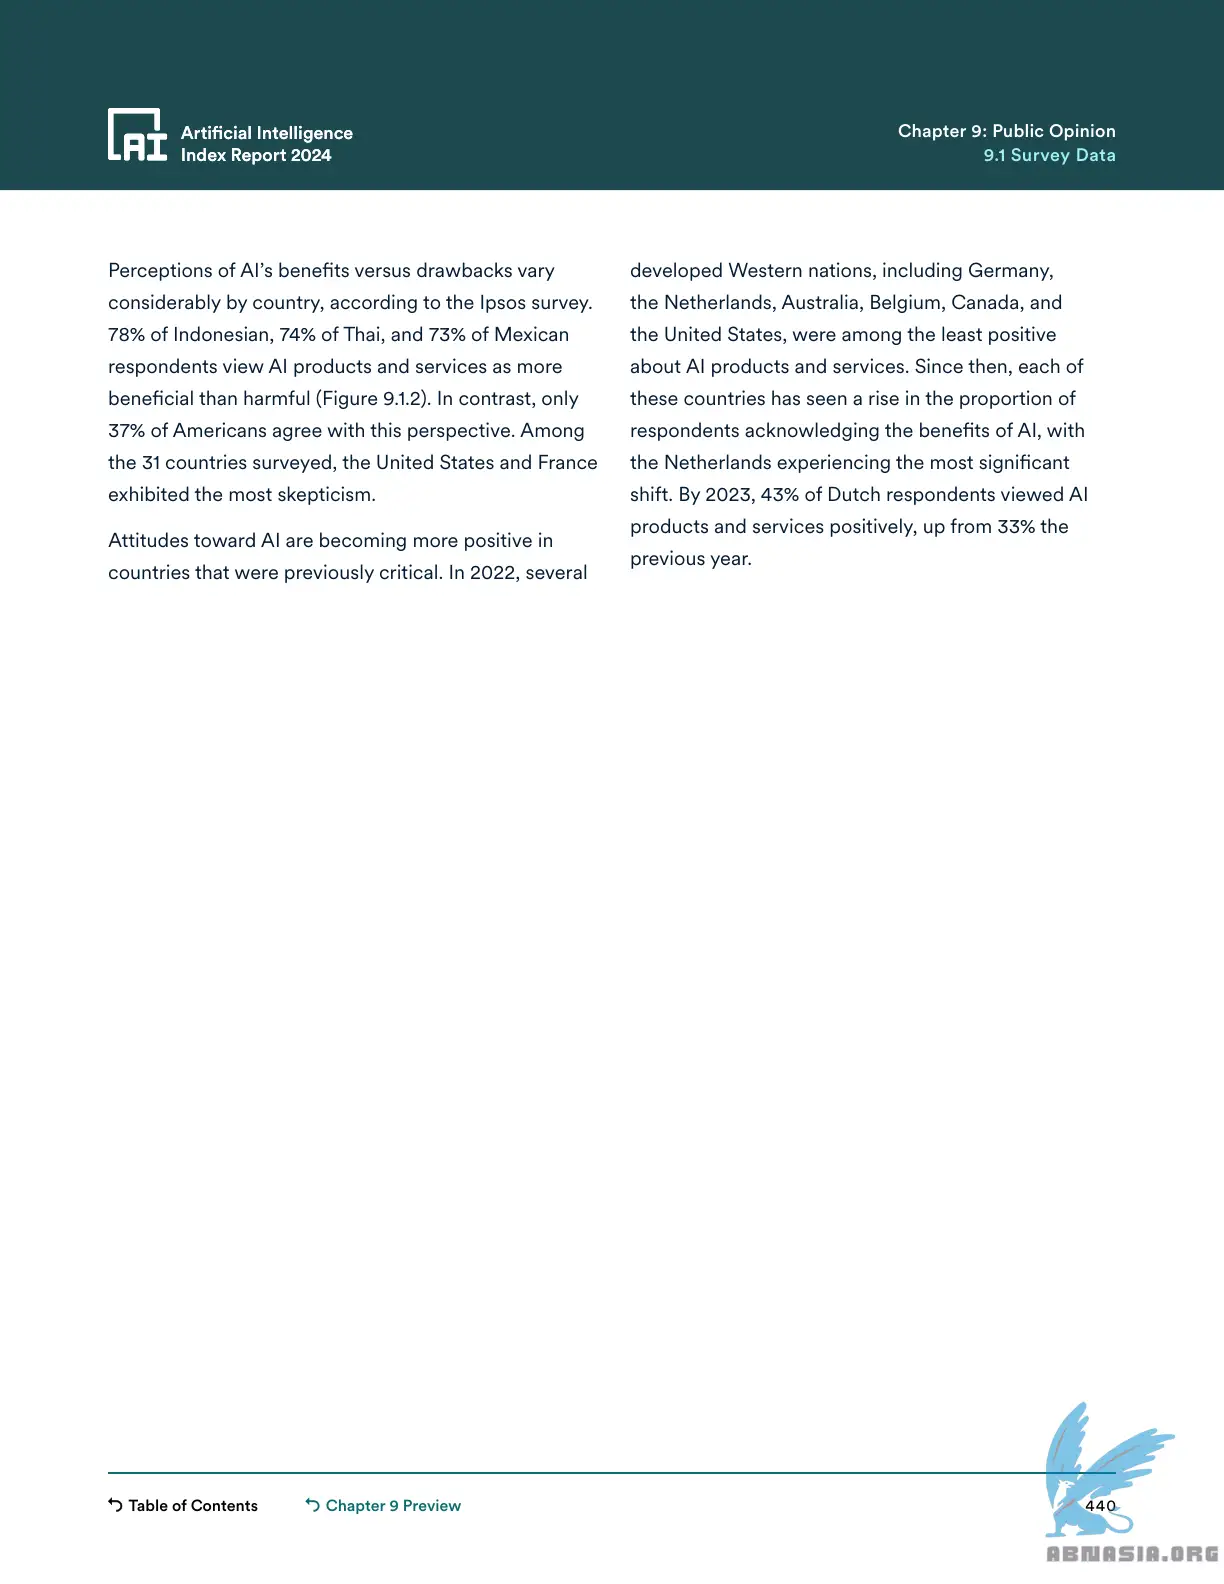 AI
Artificial Intelligence
Index Report 2024
Chapter 9: Public Opinion
9.1 Survey Data
Perceptions of AI’s benefits versus drawbacks vary
considerably by country, according to the Ipsos survey.
78% of Indonesian, 74% of Thai, and 73% of Mexican
respondents view AI products and services as more
beneficial than harmful (Figure 9.1.2). In contrast, only
37% of Americans agree with this perspective. Among
the 31 countries surveyed, the United States and France
exhibited the most skepticism.
Attitudes toward AI are becoming more positive in
countries that were previously critical. In 2022, several
developed Western nations, including Germany,
the Netherlands, Australia, Belgium, Canada, and
the United States, were among the least positive
about AI products and services. Since then, each of
these countries has seen a rise in the proportion of
respondents acknowledging the benefits of AI, with
the Netherlands experiencing the most significant
shift. By 2023, 43% of Dutch respondents viewed AI
products and services positively, up from 33% the
previous year.
Table of Contents
Chapter 9 Preview
440
ABNASIA.ORG